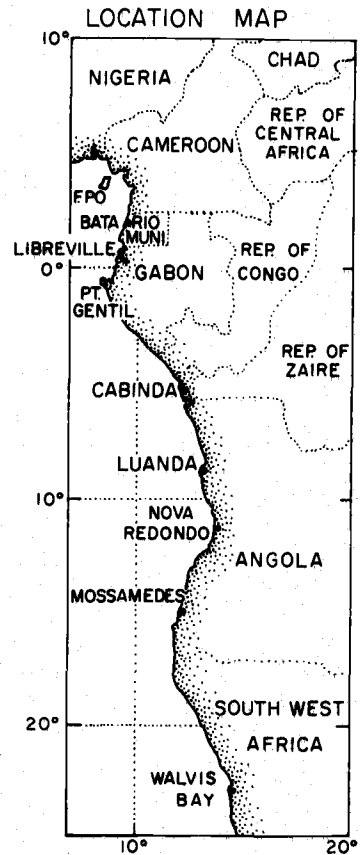 LOCATION MAP
10°
CHAD
NIGERIA
REP. OF
CENTRAL
AFRICA
CAMEROON
FPO
BATA
RIO
MUNI
LIBREVILLE
REP. OF
CONGO
0°
GABON
PT.
GENTIL
REP. OF
ZAIRE
CABINDA
LUANDA
10°
NOVA
REDONDO
ANGOLA
MOSSAMEDES
SOUTH WEST
AFRICA
20°
WALVIS
BAY
10°
20°